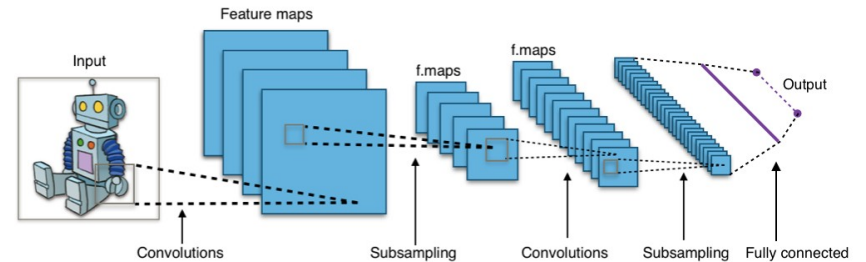 Feature maps
Input
f.maps
f.maps
Output
Convolutions
Subsampling
Convolutions
Subsampling
Fully connected